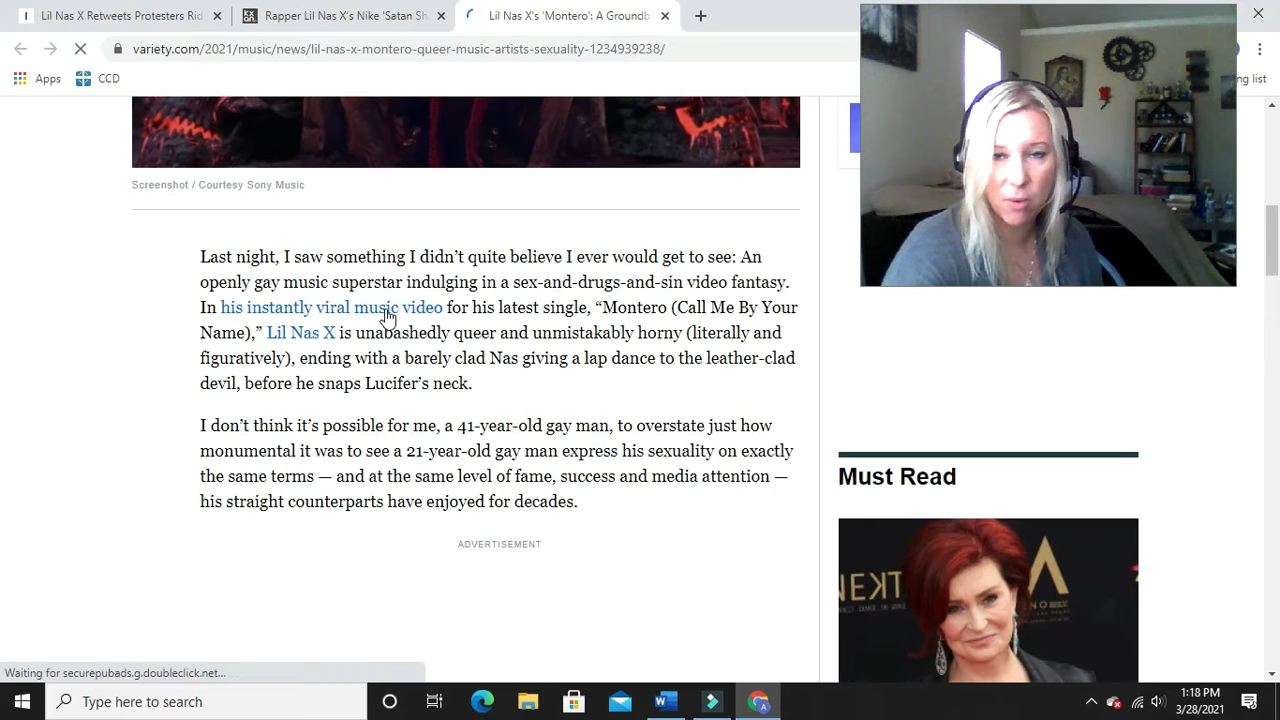 Lil Nas X Retweets Protesters Rid
Rapper Lil Nas X's Nike 'Satan Sh
Lil Nas X's 'Montero': A Groundb
variety.com/2021/music/news/lil-nas-x-montero-queer-music-artists-sexuality-1234939238/
Apps
CCD
ng list
Screenshot / Courtesy Sony Music
Last night, I saw something I didn't quite believe I ever would get to see: An
openly gay music superstar indulging in a sex-and-drugs-and-sin video fantasy.
In his instantly viral music video for his latest single, “Montero (Call Me By Your
Name),” Lil Nas X is unabashedly queer and unmistakably horny (literally and
figuratively), ending with a barely clad Nas giving a lap dance to the leather-clad
devil, before he snaps Lucifer's neck.
I don't think it's possible for me, a 41-year-old gay man, to overstate just how
monumental it was to see a 21-year-old gay man express his sexuality on exactly
the same terms — and at the same level of fame, success and media attention —
his straight counterparts have enjoyed for decades.
ADVERTISEMENT
Must Read
Waiting for securepubads.g.doubleclick.net...
Type here to search
1:18 PM
3/28/2021